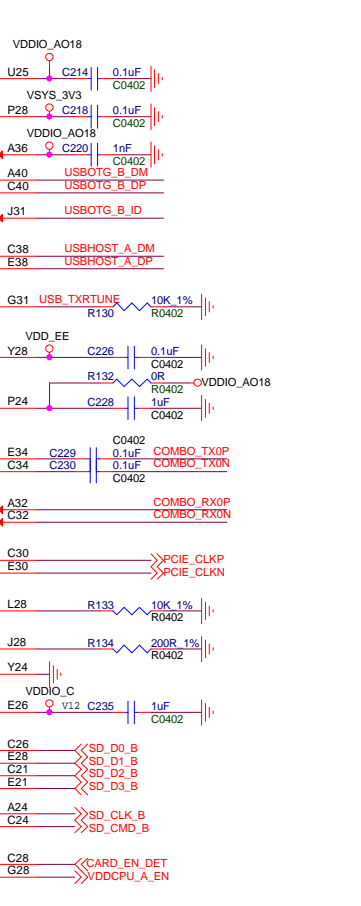 VDDIO_AO18
U25 C214 0.1uF
C0402
VSYS_3V3
P28 C218 0.1uF
C0402
VDDIO_AO18
A36 C220 1nF
C0402
A40 USBOTG_B_DM
C40 USBOTG_B_DP
J31 USBOTG_B_ID
C38 USBHOST_A_DM
E38 USBHOST_A_DP
G31 USB_TXRTUNE 10K_1%
R130 R0402
VDD_EE
Y28 C226 0.1uF
C0402
R132 0R
R0402 VDDIO_AO18
P24 C228 1uF
C0402
C0402
E34 C229 0.1uF COMBO_TX0P
C34 C230 0.1uF COMBO_TX0N
C0402
A32 COMBO_RX0P
C32 COMBO_RX0N
C30 PCIE_CLKP
E30 PCIE_CLKN
L28 R133 10K_1%
R0402
J28 R134 200R_1%
R0402
Y24
VDDIO_C
E26 V12 C235 1uF
C0402
C26 SD_D0_B
E28 SD_D1_B
C21 SD_D2_B
E21 SD_D3_B
A24 SD_CLK_B
C24 SD_CMD_B
C28 CARD_EN_DET
G28 VDDCPU_A_EN